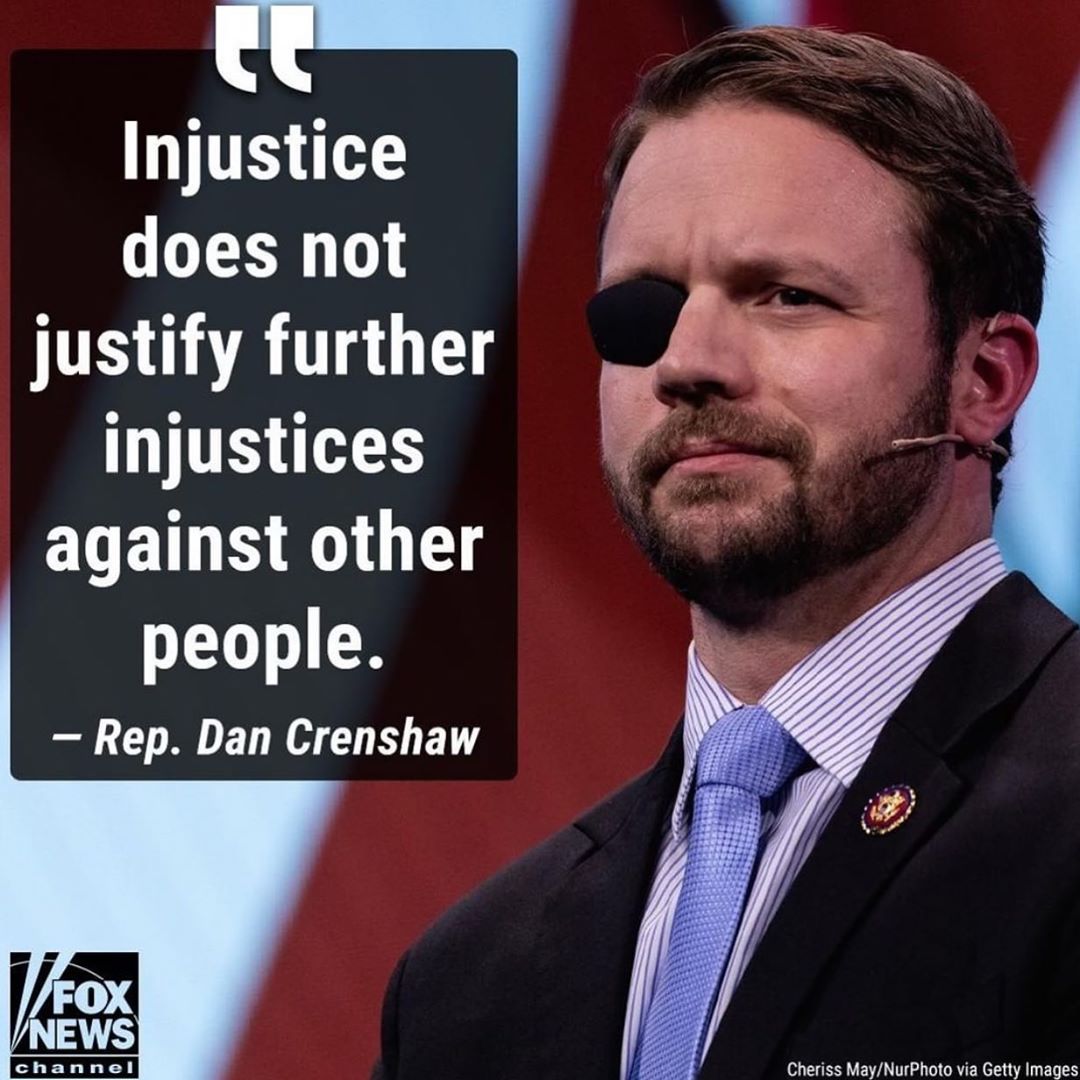 Injustice
does not
justify further
injustices
against other
people.
– Rep. Dan Crenshaw
FOX
NEWS
channel
Cheriss May/NurPhoto via Getty Images